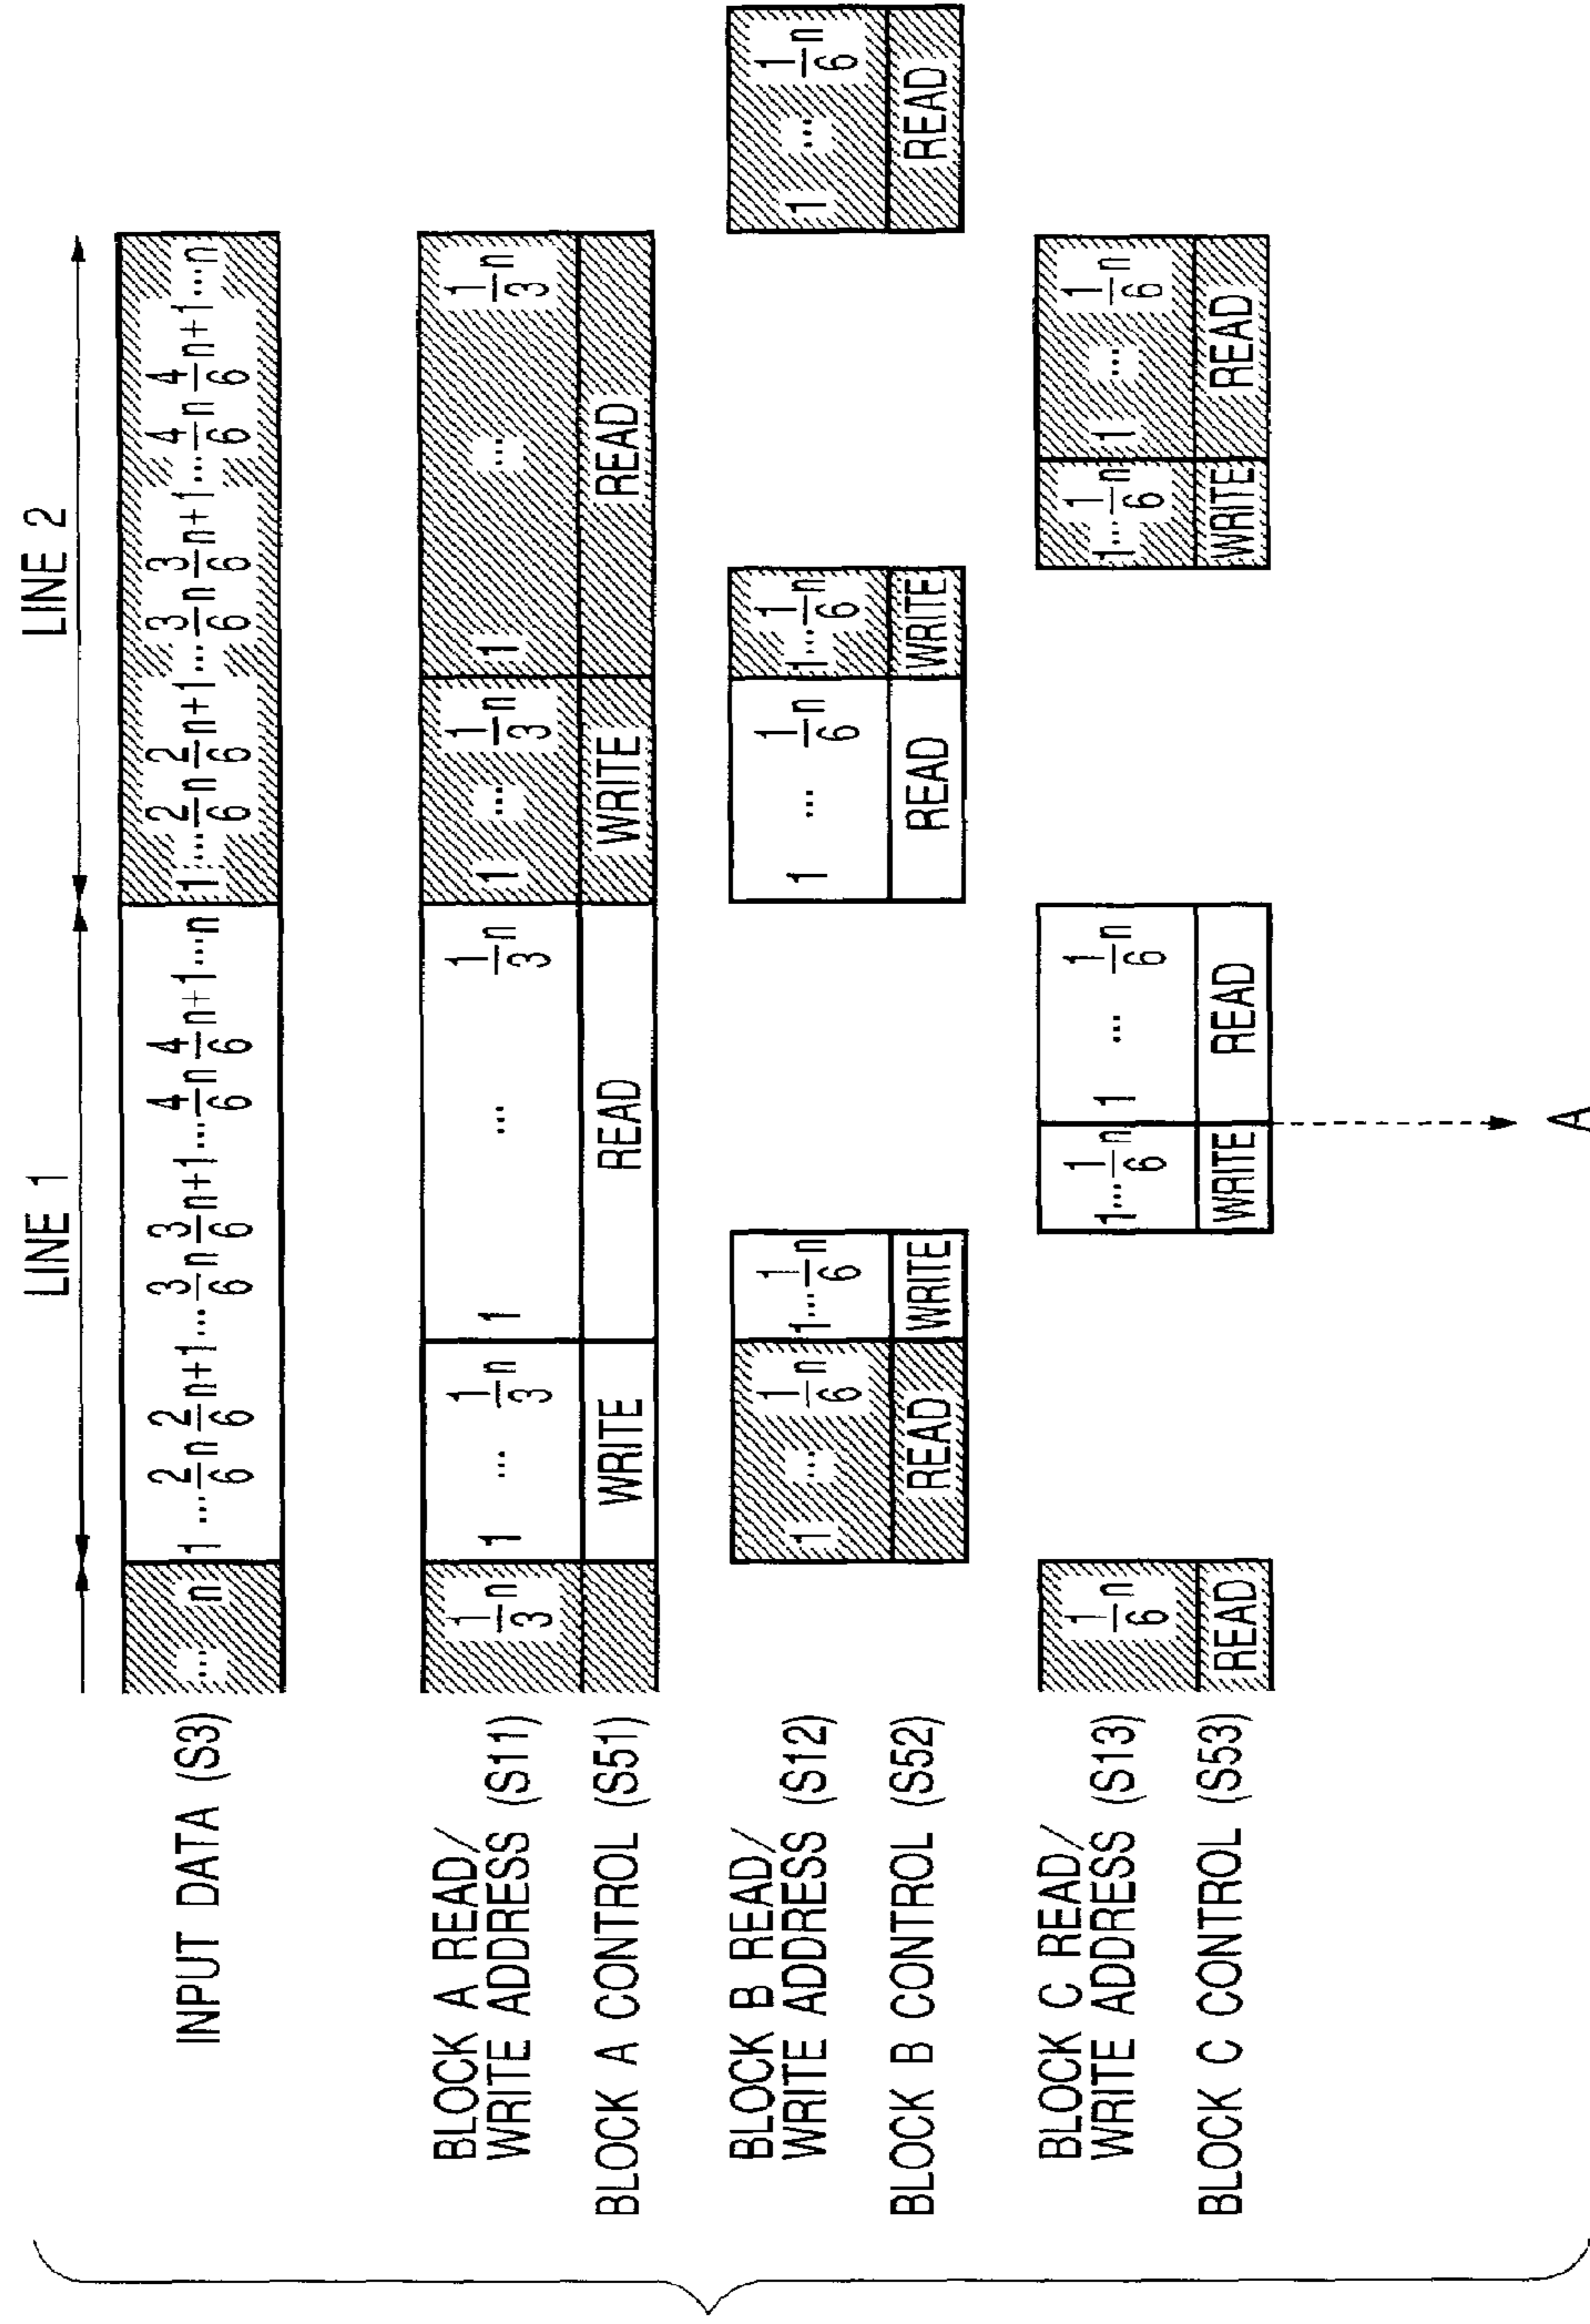 LINE 1
LINE 2
INPUT DATA (S3)
... n
1 ... 2/6 n 2/6 n+1 ... 3/6 n 3/6 n+1 ... 4/6 n 4/6 n+1 ... n
1 ... 2/6 n 2/6 n+1 ... 3/6 n 3/6 n+1 ... 4/6 n 4/6 n+1 ... n
BLOCK A READ/
WRITE ADDRESS (S11)
1/3 n
1 ... 1/3 n
1 ... 1/3 n
1 ... 1/3 n
1 ... 1/3 n
BLOCK A CONTROL (S51)
WRITE
READ
WRITE
READ
BLOCK B READ/
WRITE ADDRESS (S12)
1 ... 1/6 n
1 ... 1/6 n
1 ... 1/6 n
1 ... 1/6 n
1 ... 1/6 n
BLOCK B CONTROL (S52)
READ
WRITE
READ
WRITE
READ
BLOCK C READ/
WRITE ADDRESS (S13)
1/6 n
1 ... 1/6 n
1 ... 1/6 n
1 ... 1/6 n
1 ... 1/6 n
BLOCK C CONTROL (S53)
READ
WRITE
READ
WRITE
READ
A